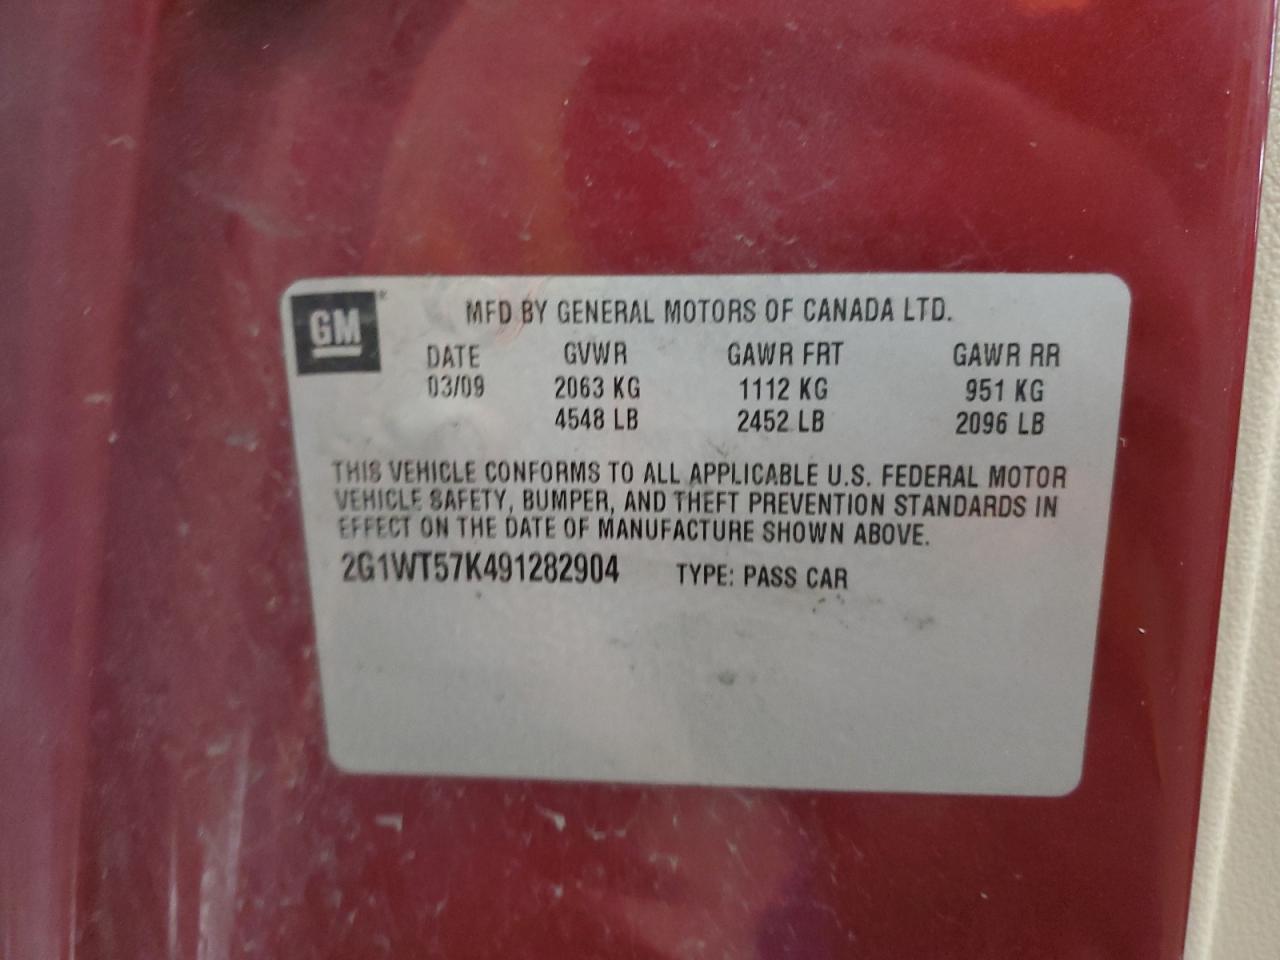 GM
MFD BY GENERAL MOTORS OF CANADA LTD.
DATE GVWR GAWR FRT GAWR RR
03/09 2063 KG 1112 KG 951 KG
4548 LB 2452 LB 2096 LB
THIS VEHICLE CONFORMS TO ALL APPLICABLE U.S. FEDERAL MOTOR
VEHICLE SAFETY, BUMPER, AND THEFT PREVENTION STANDARDS IN
EFFECT ON THE DATE OF MANUFACTURE SHOWN ABOVE.
2G1WT57K491282904 TYPE: PASS CAR